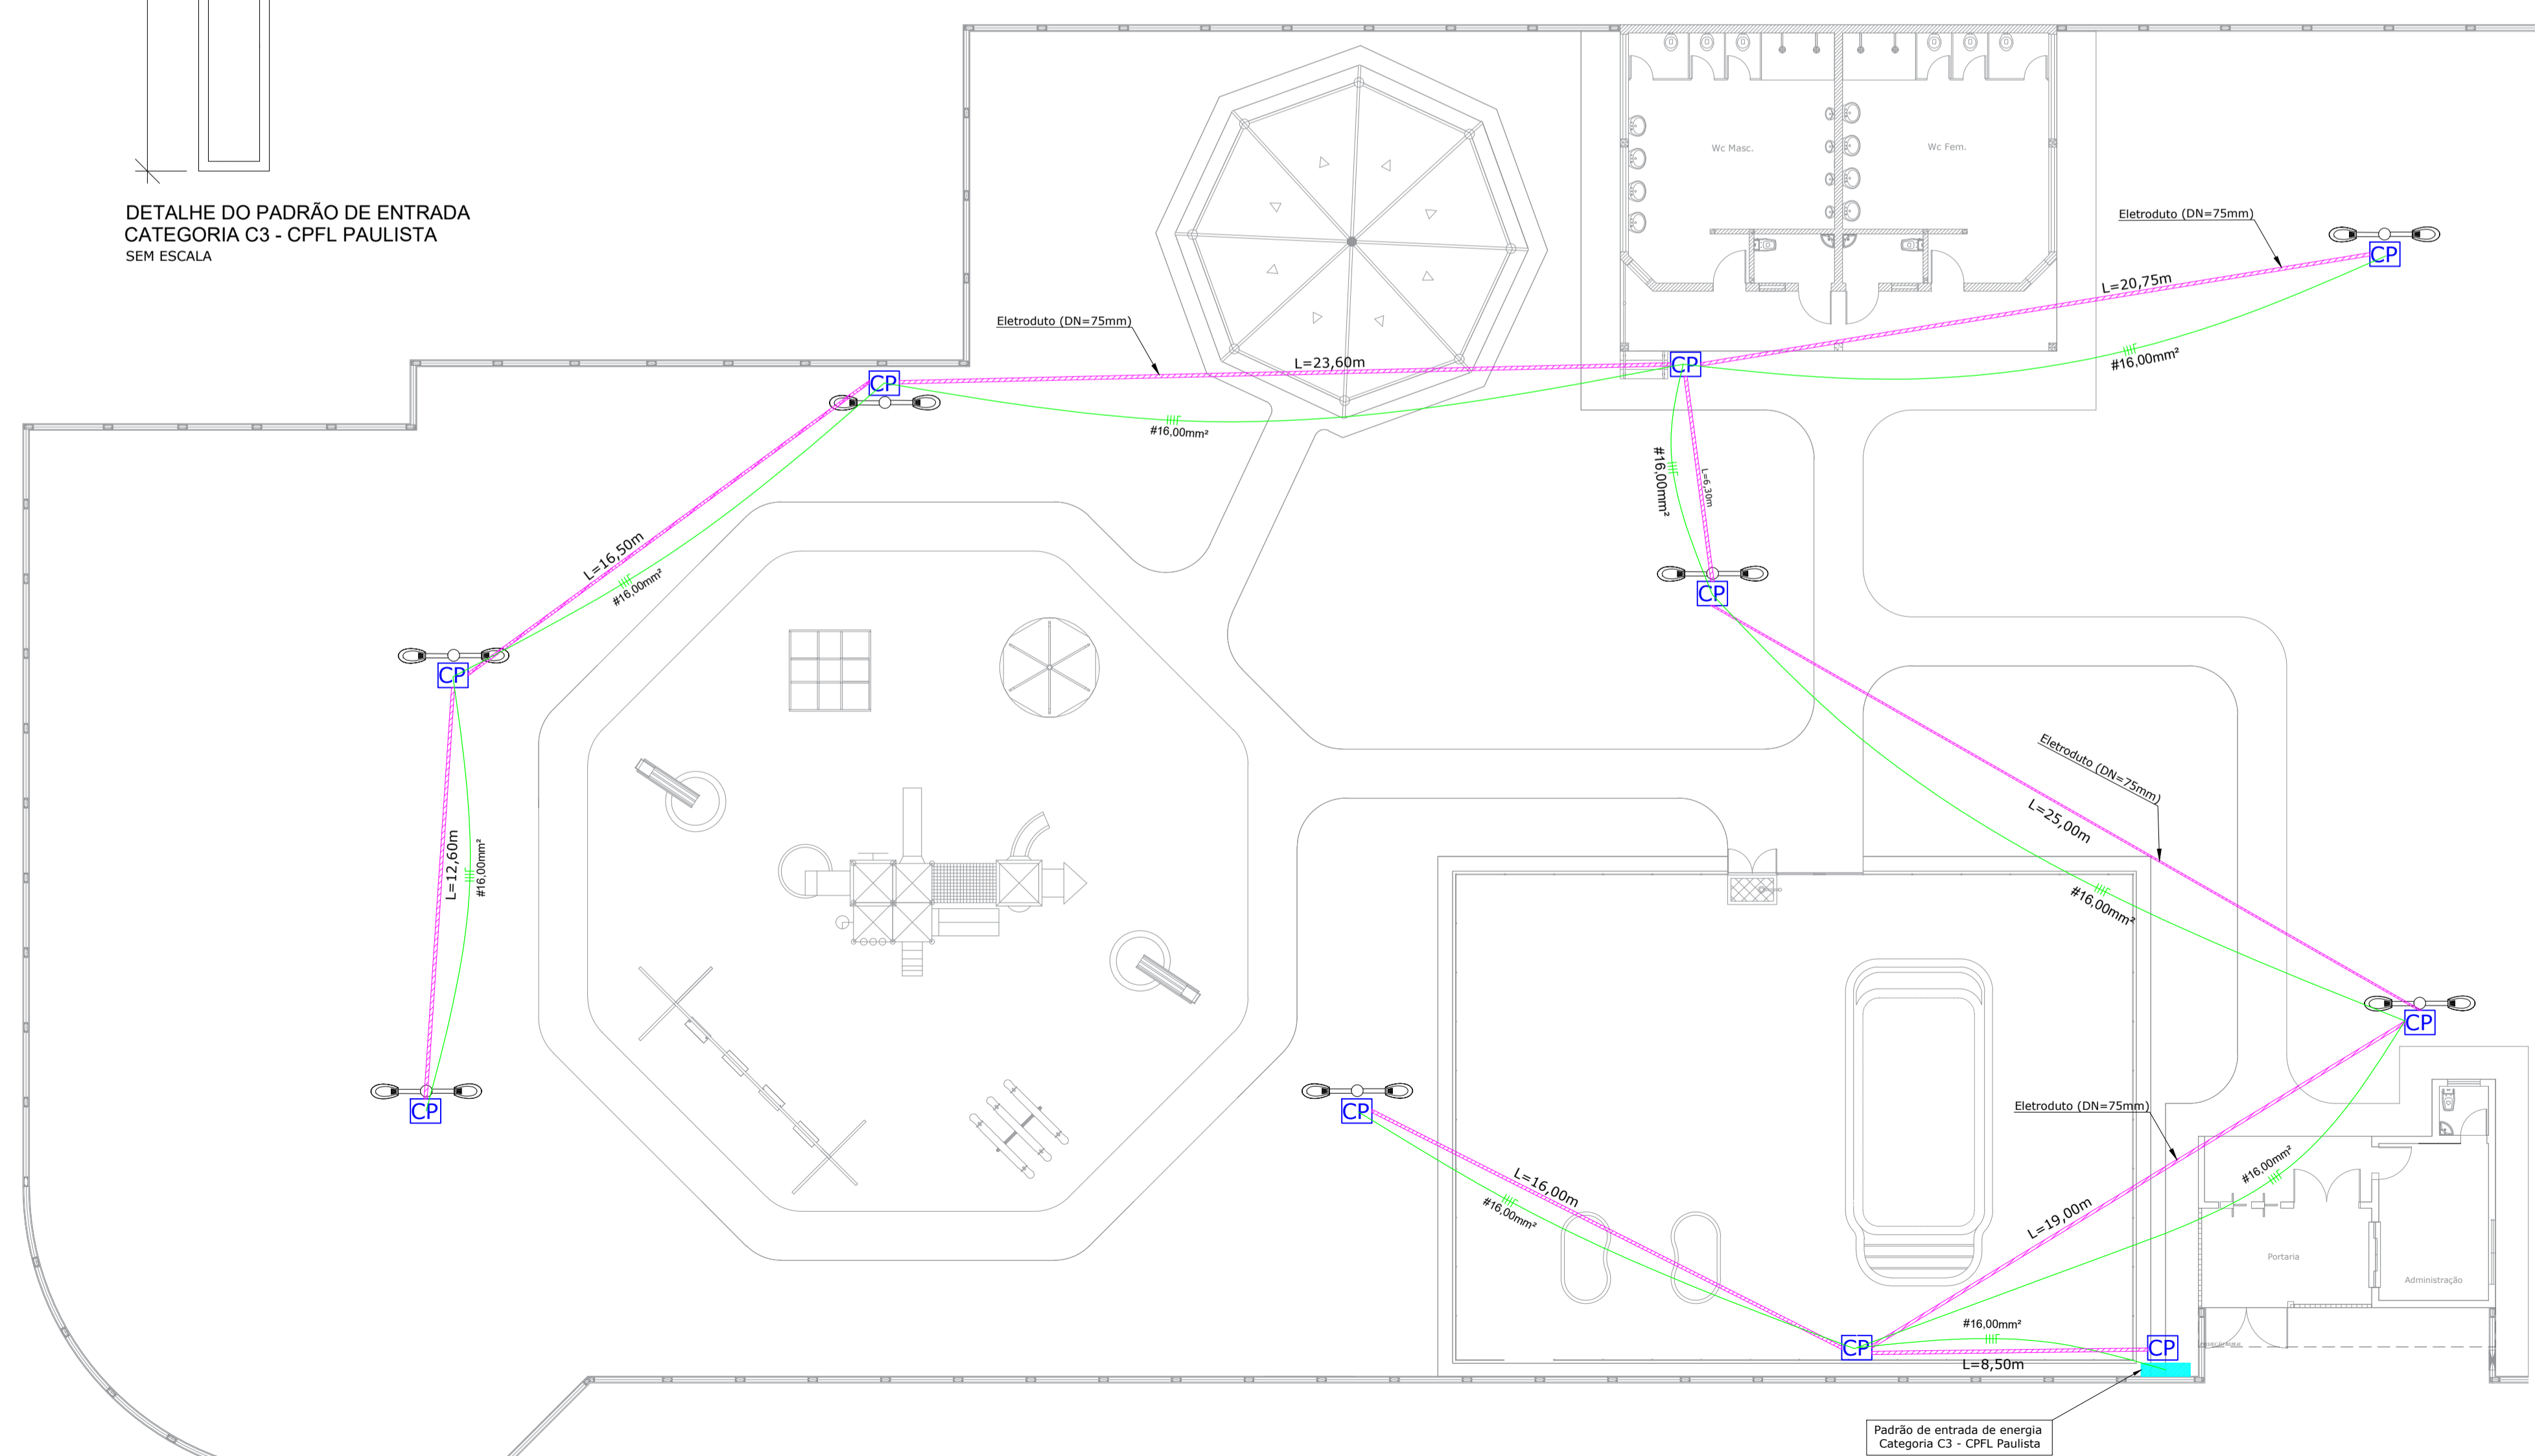 DETALHE DO PADRÃO DE ENTRADA
CATEGORIA C3 - CPFL PAULISTA
SEM ESCALA
Wc Masc.
Wc Fem.
Eletroduto (DN=75mm)
CP
L=20,75m
#16,00mm²
Eletroduto (DN=75mm)
L=23,60m
CP
CP
#16,00mm²
#16,00mm²
L=6,30m
L=16,50m
#16,00mm²
CP
CP
Eletroduto (DN=75mm)
L=25,00m
#16,00mm²
L=12,60m
#16,00mm²
CP
CP
CP
Eletroduto (DN=75mm)
L=16,00m
#16,00mm²
#16,00mm²
L=19,00m
Portaria
Administração
#16,00mm²
CP
CP
L=8,50m
Padrão de entrada de energia
Categoria C3 - CPFL Paulista